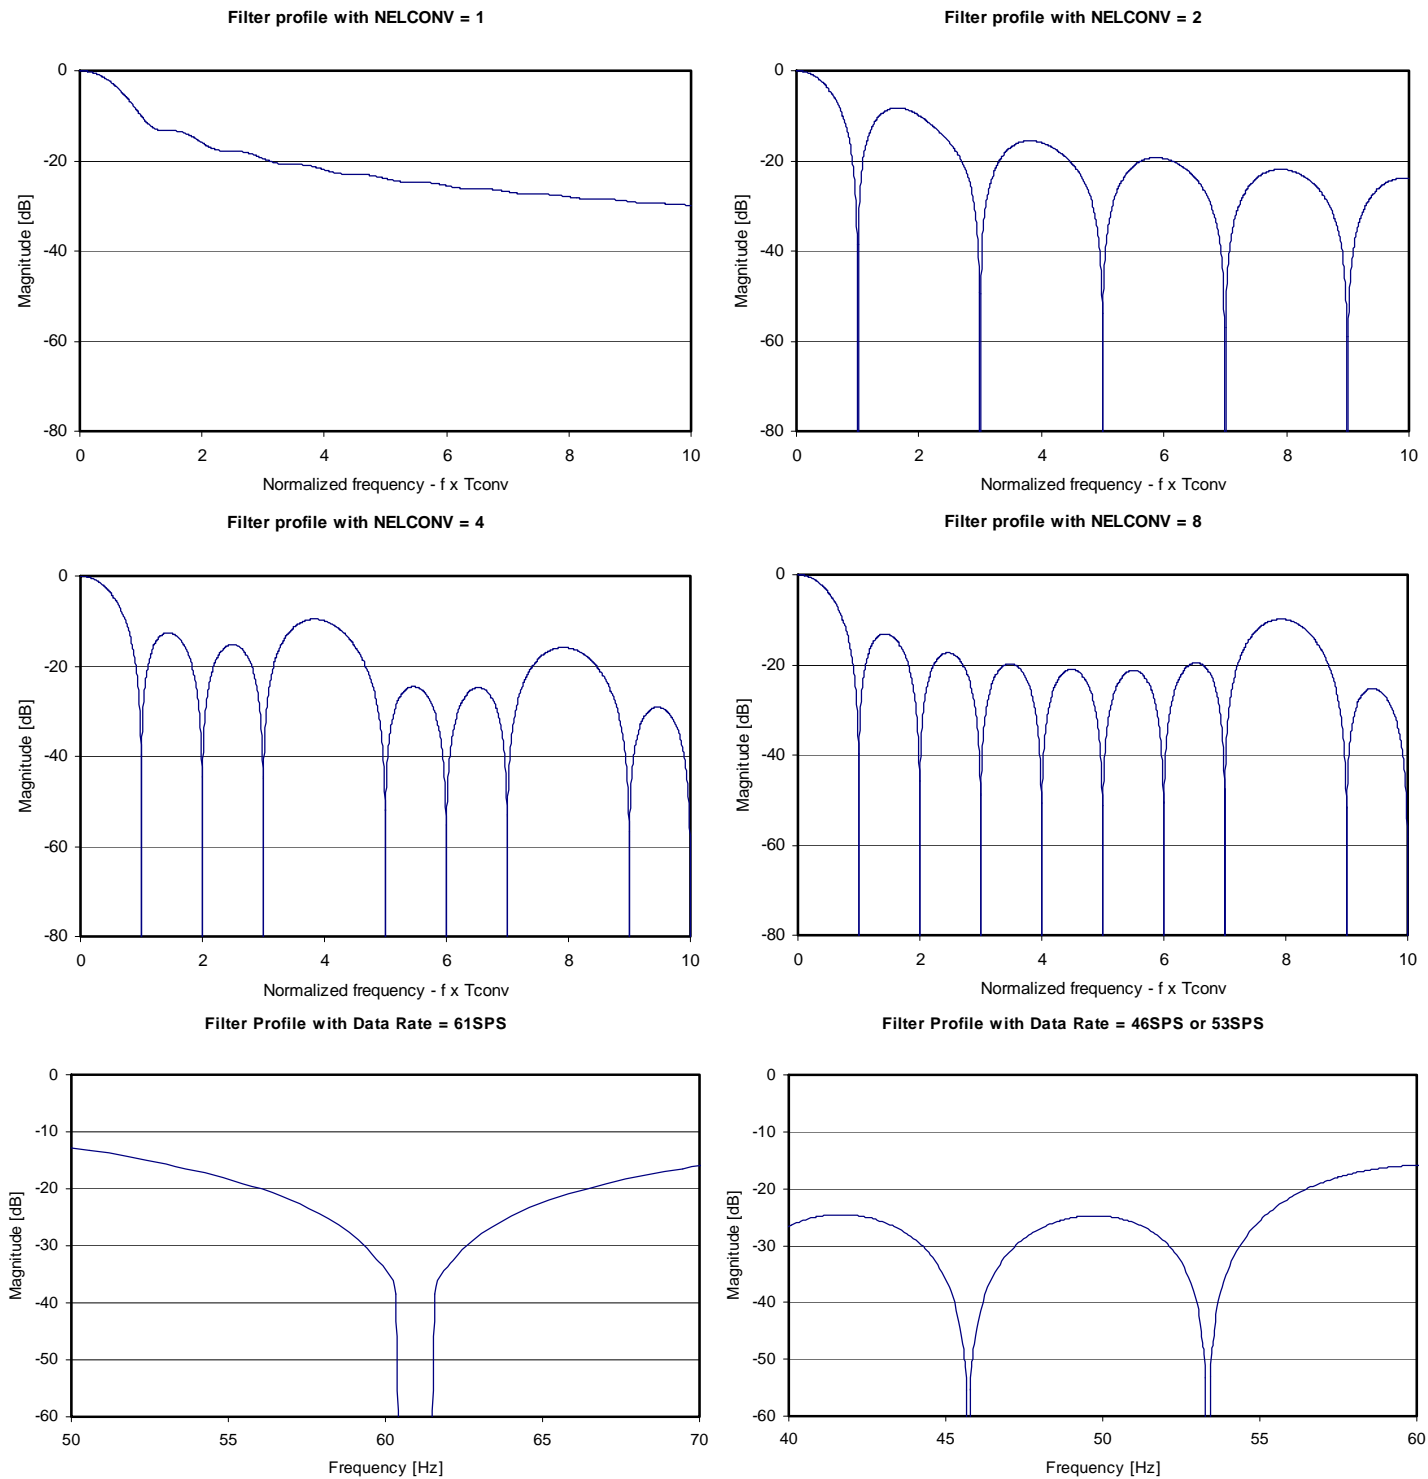 Filter profile with NELCONV = 1
0
-20
-40
-60
-80
Magnitude [dB]
0 2 4 6 8 10
Normalized frequency - f x Tconv
Filter profile with NELCONV = 2
0
-20
-40
-60
-80
Magnitude [dB]
0 2 4 6 8 10
Normalized frequency - f x Tconv
Filter profile with NELCONV = 4
0
-20
-40
-60
-80
Magnitude [dB]
0 2 4 6 8 10
Normalized frequency - f x Tconv
Filter profile with NELCONV = 8
0
-20
-40
-60
-80
Magnitude [dB]
0 2 4 6 8 10
Normalized frequency - f x Tconv
Filter Profile with Data Rate = 61SPS
0
-10
-20
-30
-40
-50
-60
Magnitude [dB]
50 55 60 65 70
Frequency [Hz]
Filter Profile with Data Rate = 46SPS or 53SPS
0
-10
-20
-30
-40
-50
-60
Magnitude [dB]
40 45 50 55 60
Frequency [Hz]